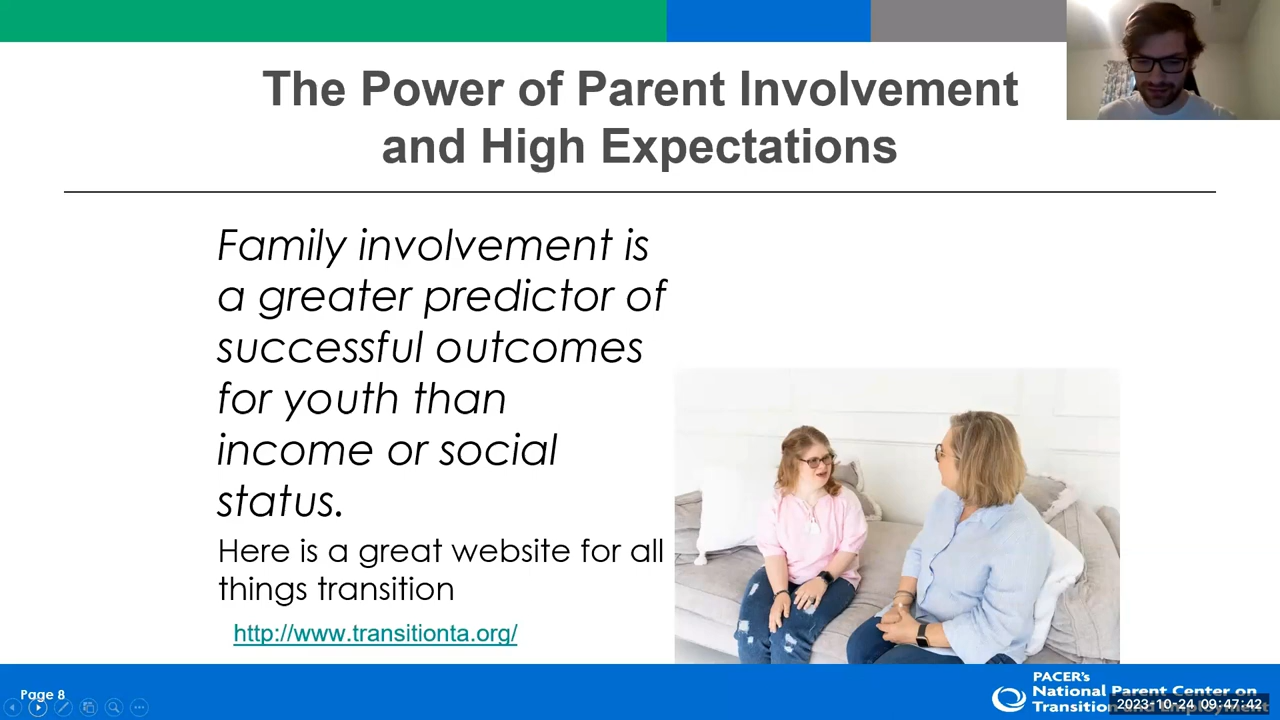 The Power of Parent Involvement
and High Expectations
Family involvement is
a greater predictor of
successful outcomes
for youth than
income or social
status.
Here is a great website for all
things transition
http://www.transitionta.org/
Page 8
PACER's
National Parent Center on
Transition and Employment
2023-10-24 09:47:42